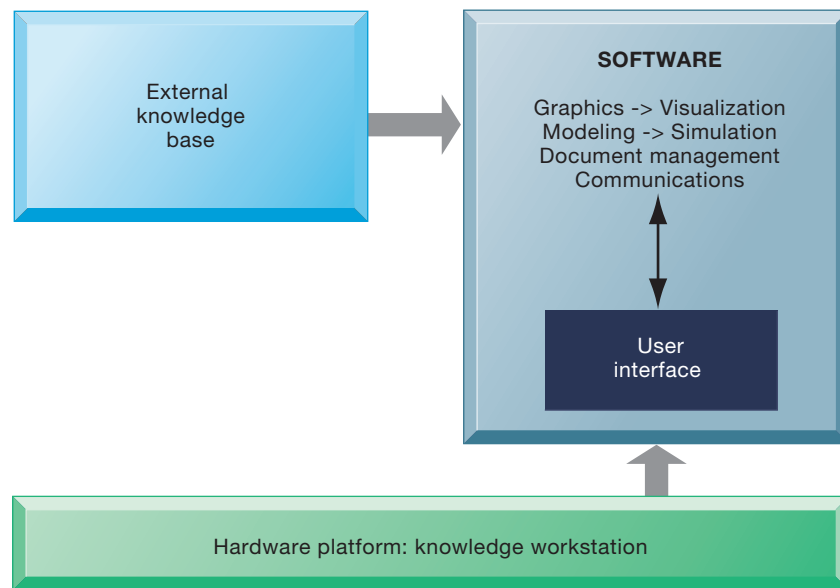 External
knowledge
base
SOFTWARE
Graphics -> Visualization
Modeling -> Simulation
Document management
Communications
User
interface
Hardware platform: knowledge workstation